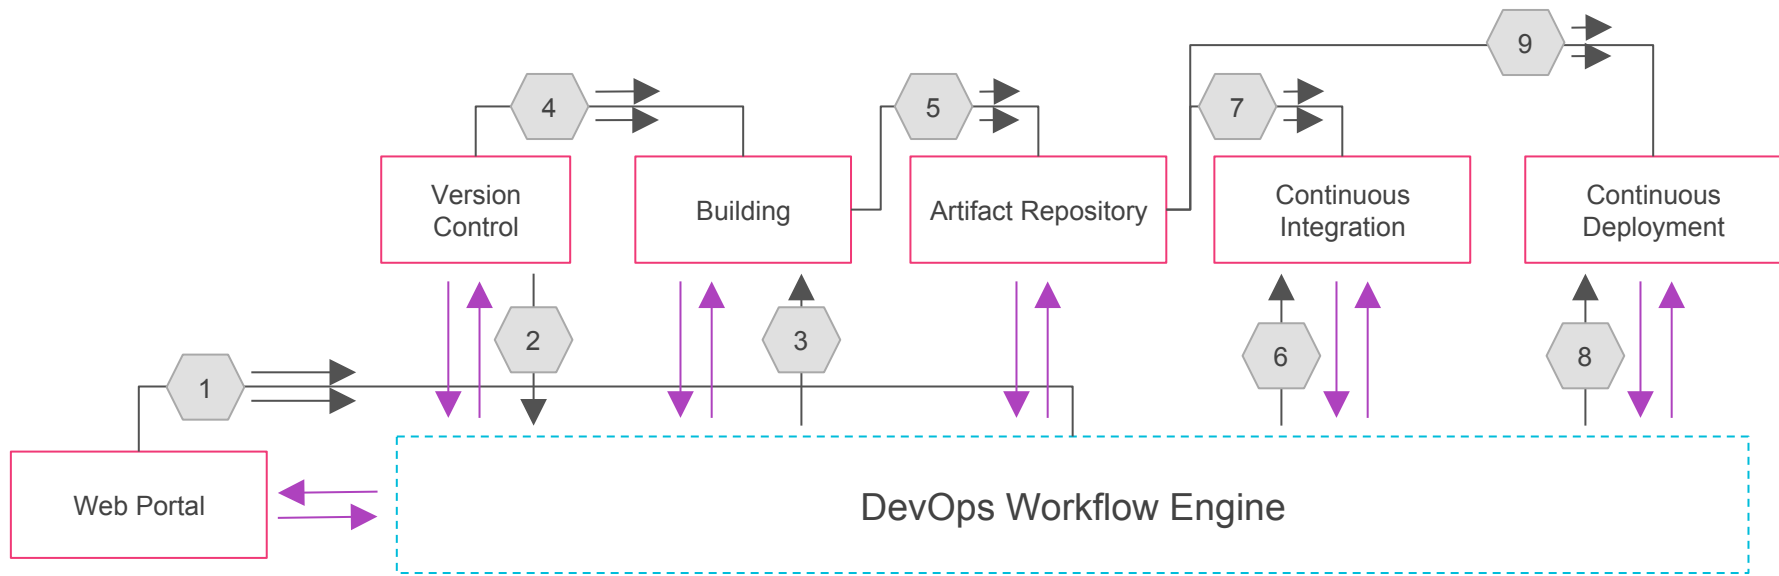 9
4
5
7
Version
Control
Building
Artifact Repository
Continuous
Integration
Continuous
Deployment
2
3
6
8
1
Web Portal
DevOps Workflow Engine